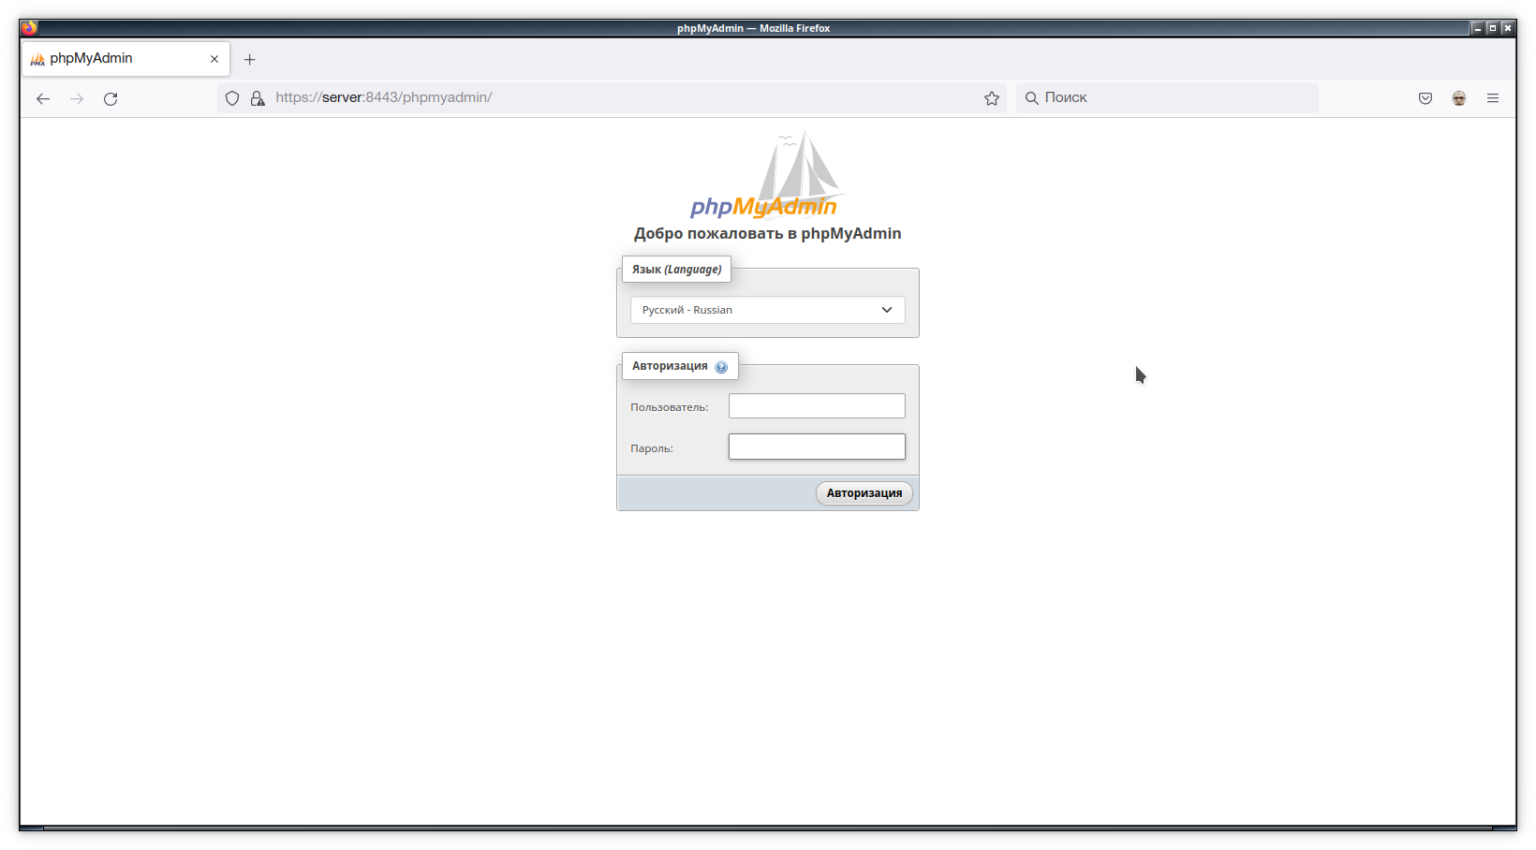 phpMyAdmin — Mozilla Firefox
PMA phpMyAdmin
https://server:8443/phpmyadmin/
Поиск
phpMyAdmin
Добро пожаловать в phpMyAdmin
Язык (Language)
Русский - Russian
Авторизация
Пользователь:
Пароль:
Авторизация